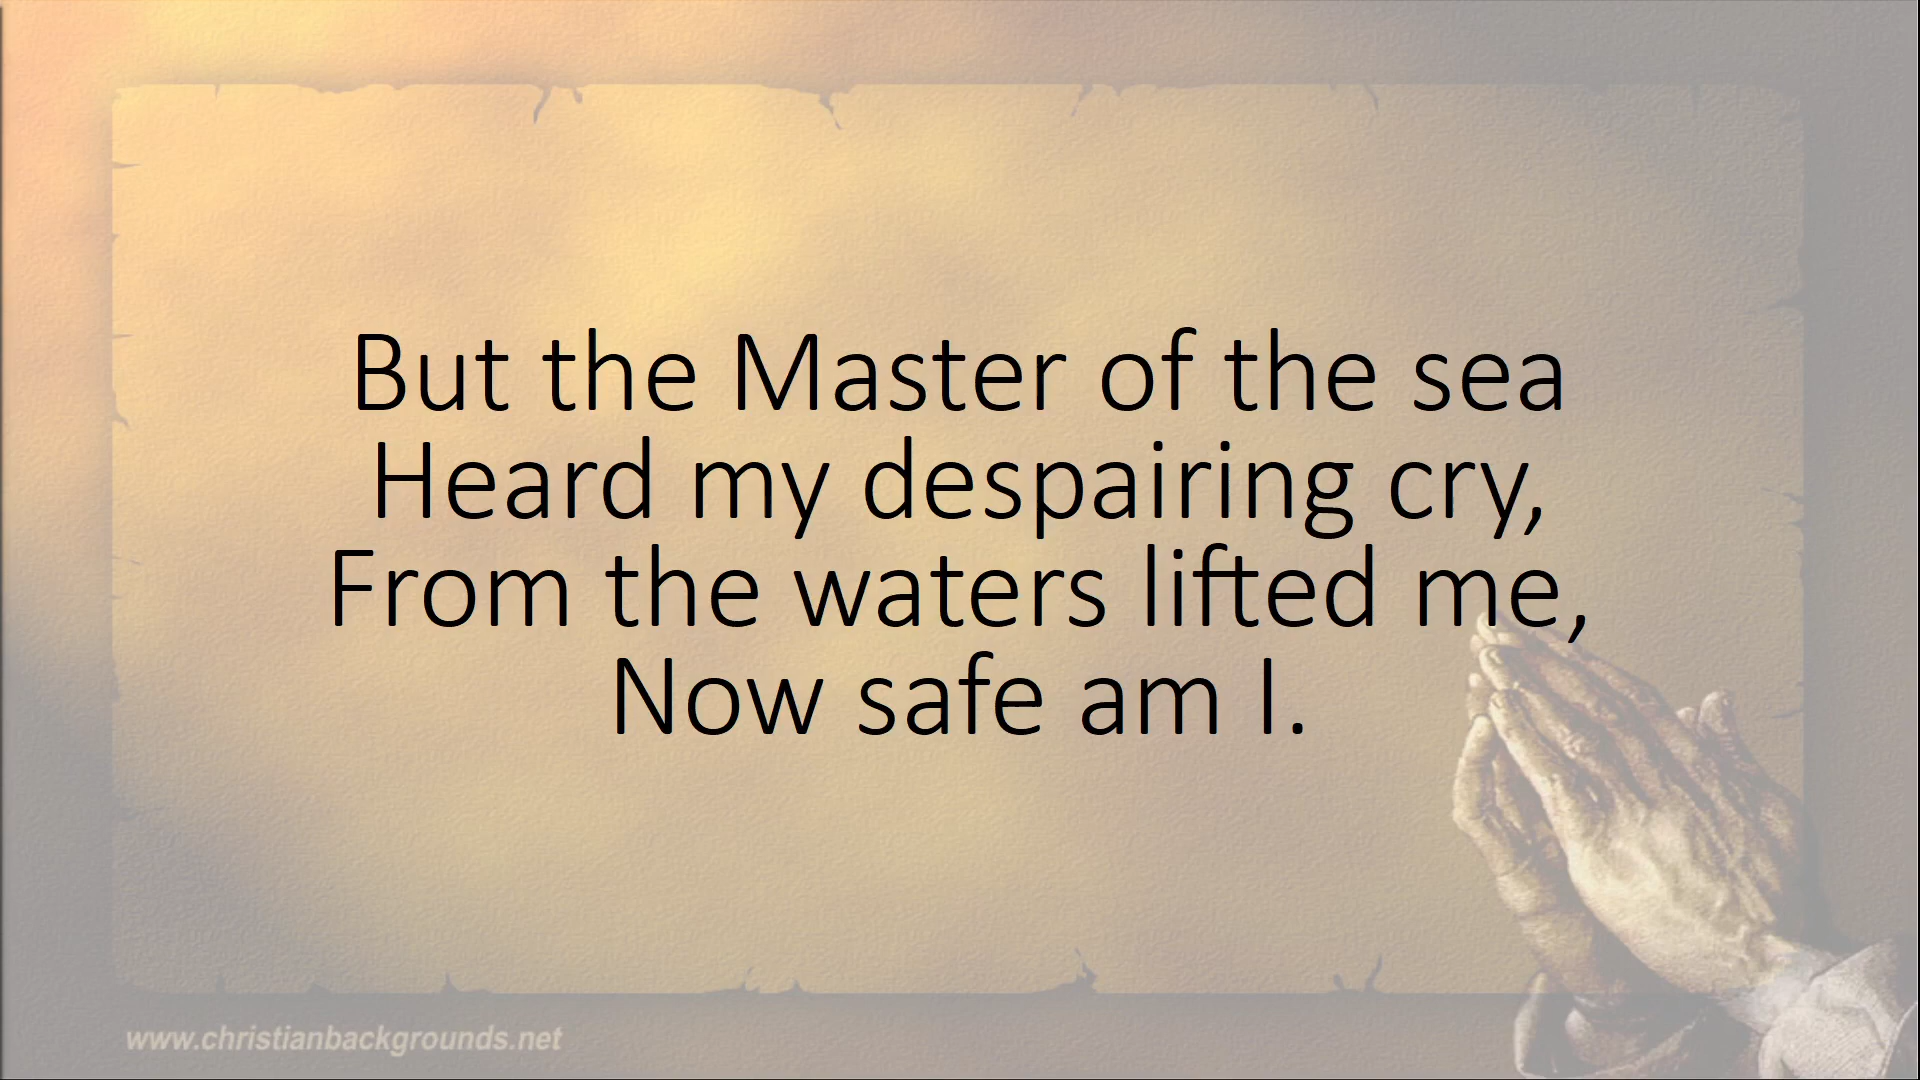 But the Master of the sea
Heard my despairing cry,
From the waters lifted me,
Now safe am I.
www.christianbackgrounds.net